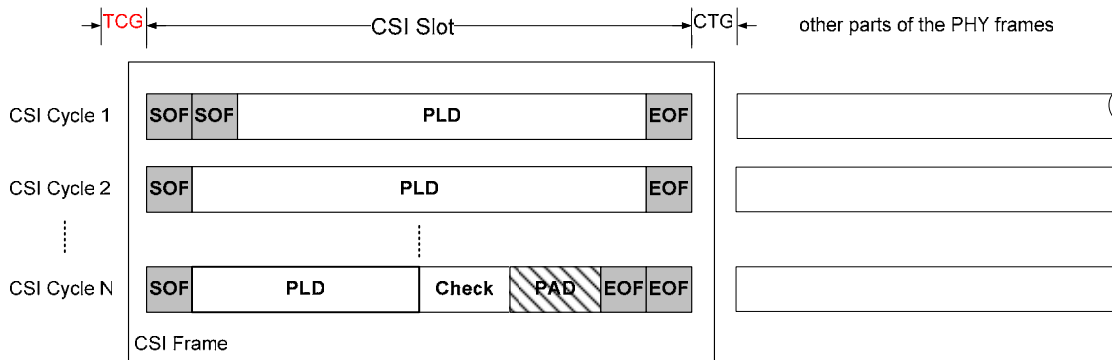 TCG CSI Slot CTG other parts of the PHY frames
CSI Cycle 1 SOF SOF PLD EOF
CSI Cycle 2 SOF PLD EOF
CSI Cycle N SOF PLD Check PAD EOF EOF
CSI Frame